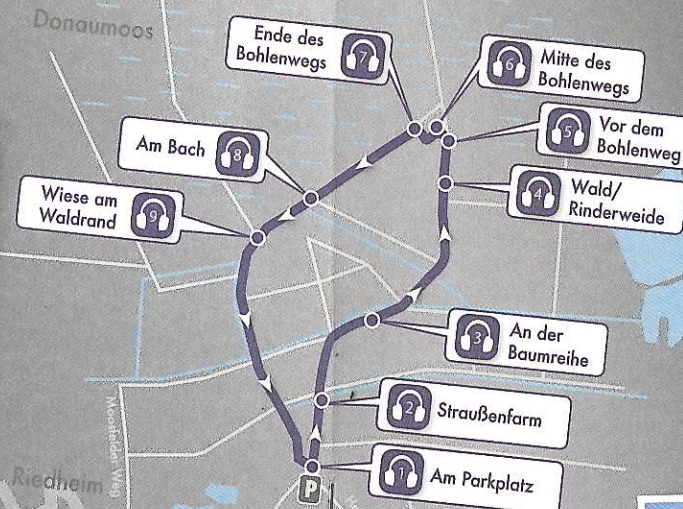 Donaumoos
Ende des
Bohlenwegs
7
6
Mitte des
Bohlenwegs
5
Vor dem
Bohlenweg
Am Bach
8
4
Wald/
Rinderweide
Wiese am
Waldrand
9
3
An der
Baumreihe
2
Straußenfarm
1
Am Parkplatz
P
Riedheim
Weg